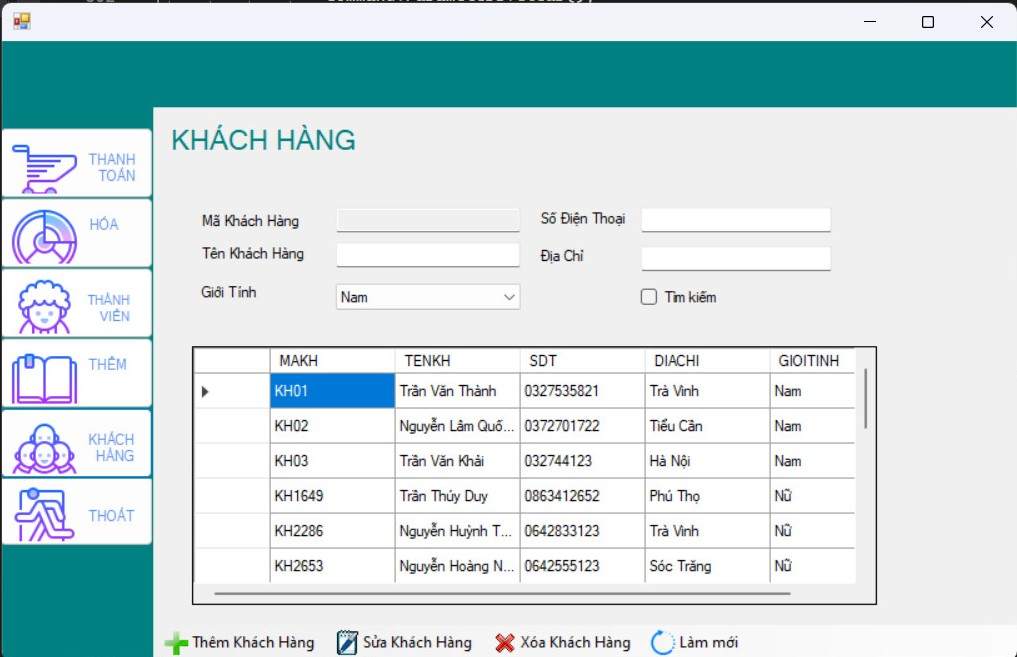 KHÁCH HÀNG
THANH
TOÁN
HÓA
THÀNH
VIÊN
THÊM
KHÁCH
HÀNG
THOÁT
Mã Khách Hàng
Số Điện Thoại
Tên Khách Hàng
Địa Chỉ
Giới Tính
Nam
Tìm kiếm
MAKH TENKH SDT DIACHI GIOITINH
KH01 Trần Văn Thành 0327535821 Trà Vinh Nam
KH02 Nguyễn Lâm Quố... 0372701722 Tiểu Cần Nam
KH03 Trần Văn Khải 032744123 Hà Nội Nam
KH1649 Trần Thúy Duy 0863412652 Phú Thọ Nữ
KH2286 Nguyễn Huỳnh T... 0642833123 Trà Vinh Nữ
KH2653 Nguyễn Hoàng N... 0642555123 Sóc Trăng Nữ
Thêm Khách Hàng Sửa Khách Hàng Xóa Khách Hàng Làm mới